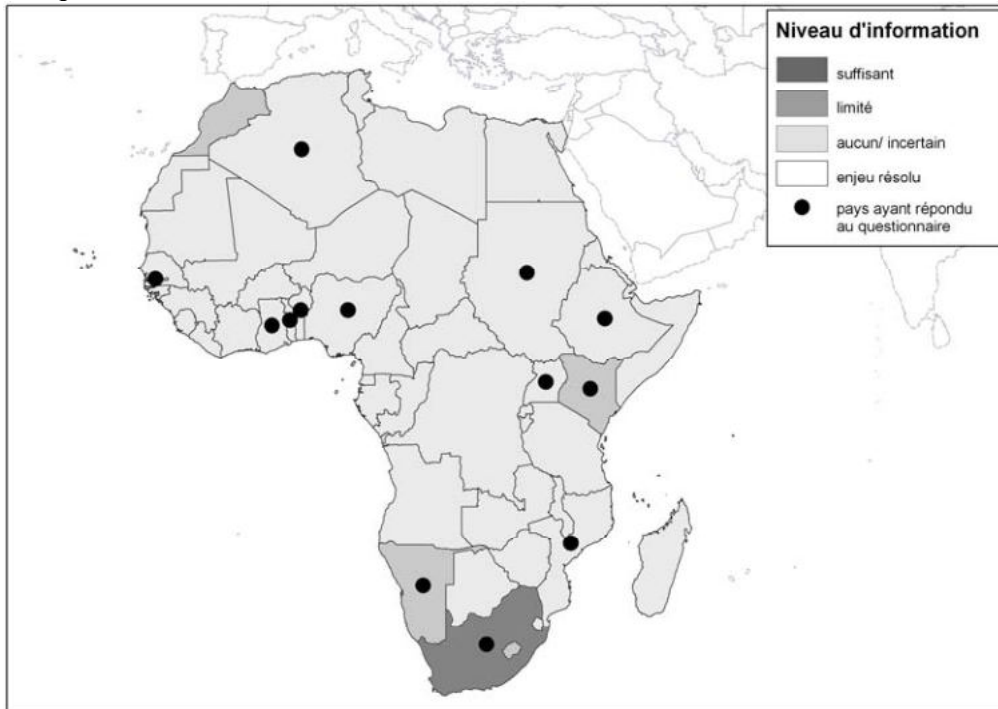 Niveau d'information
suffisant
limité
aucun/ incertain
enjeu résolu
pays ayant répondu
au questionnaire